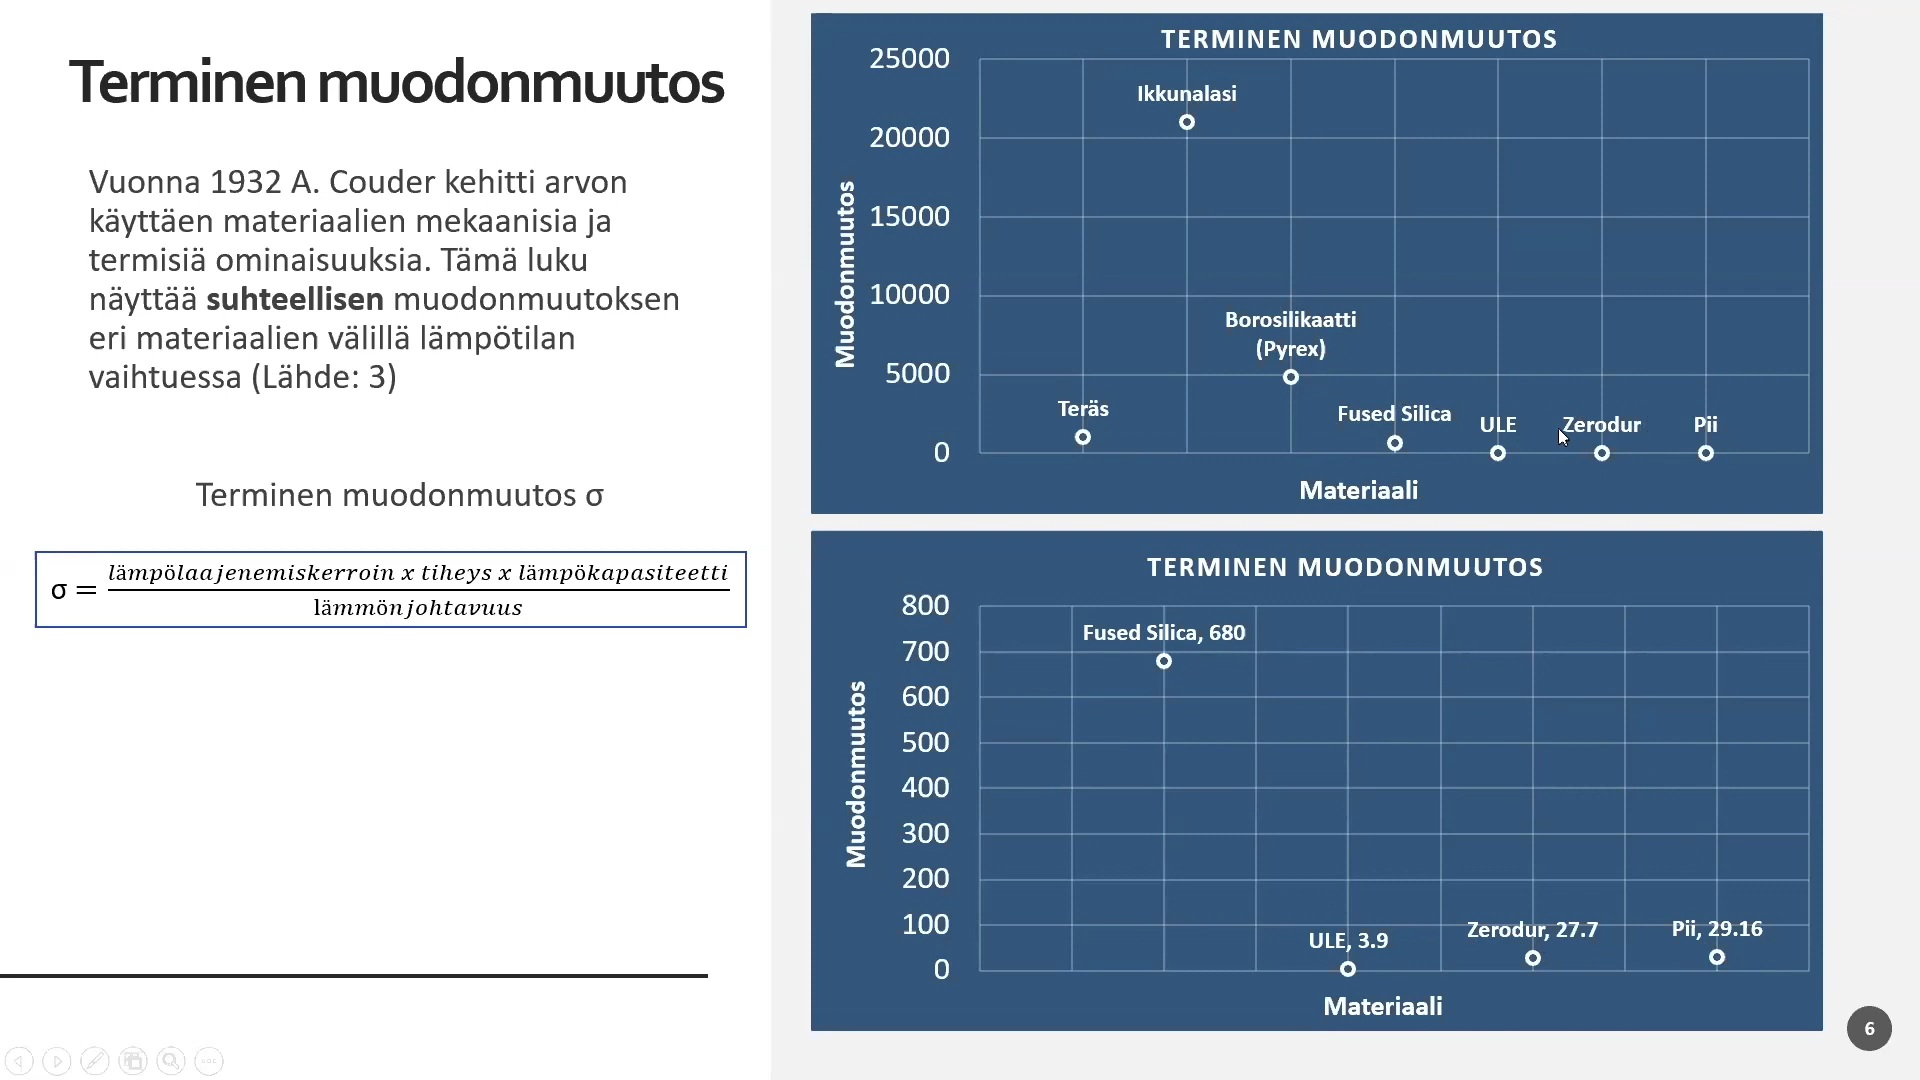 Terminen muodonmuutos
Vuonna 1932 A. Couder kehitti arvon
käyttäen materiaalien mekaanisia ja
termisiä ominaisuuksia. Tämä luku
näyttää suhteellisen muodonmuutoksen
eri materiaalien välillä lämpötilan
vaihtuessa (Lähde: 3)
Terminen muodonmuutos σ
σ = lämpölaajenemiskerroin x tiheys x lämpökapasiteetti
lämmönjohtavuus
TERMINEN MUODONMUUTOS
Muodonmuutos
25000
20000
15000
10000
5000
0
Ikkunalasi
Borosilikaatti
(Pyrex)
Teräs
Fused Silica
ULE
Zerodur
Pii
Materiaali
TERMINEN MUODONMUUTOS
Muodonmuutos
800
700
600
500
400
300
200
100
0
Fused Silica, 680
ULE, 3.9
Zerodur, 27.7
Pii, 29.16
Materiaali
6